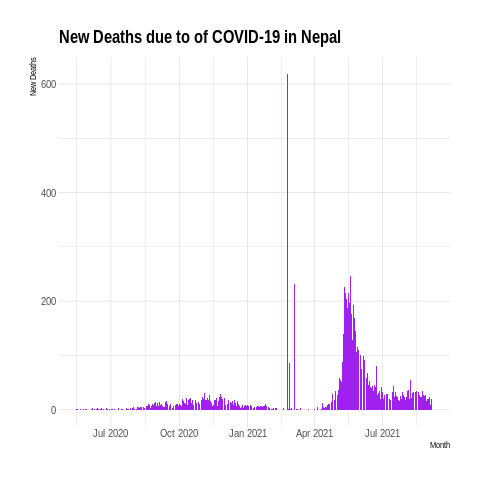 New Deaths due to of COVID-19 in Nepal
New Deaths
600
400
200
0
Jul 2020 Oct 2020 Jan 2021 Apr 2021 Jul 2021
Month